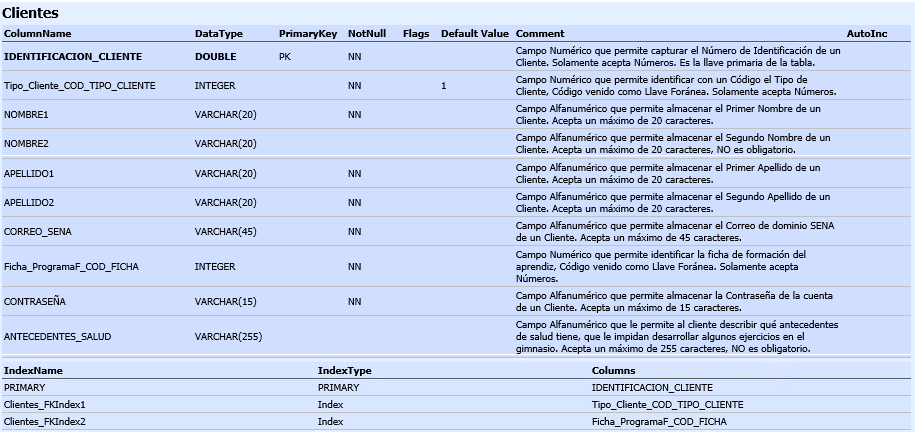 Clientes
ColumnName DataType PrimaryKey NotNull Flags Default Value Comment AutoInc
IDENTIFICACION_CLIENTE DOUBLE PK NN Campo Numérico que permite capturar el Número de Identificación de un
Cliente. Solamente acepta Números. Es la llave primaria de la tabla.
Tipo_Cliente_COD_TIPO_CLIENTE INTEGER NN 1 Campo Numérico que permite identificar con un Código el Tipo de
Cliente, Código venido como Llave Foránea. Solamente acepta Números.
NOMBRE1 VARCHAR(20) NN Campo Alfanumérico que permite almacenar el Primer Nombre de un
Cliente. Acepta un máximo de 20 caracteres.
NOMBRE2 VARCHAR(20) Campo Alfanumérico que permite almacenar el Segundo Nombre de un
Cliente. Acepta un máximo de 20 caracteres, NO es obligatorio.
APELLIDO1 VARCHAR(20) NN Campo Alfanumérico que permite almacenar el Primer Apellido de un
Cliente. Acepta un máximo de 20 caracteres.
APELLIDO2 VARCHAR(20) NN Campo Alfanumérico que permite almacenar el Segundo Apellido de un
Cliente. Acepta un máximo de 20 caracteres.
CORREO_SENA VARCHAR(45) NN Campo Alfanumérico que permite almacenar el Correo de dominio SENA
de un Cliente. Acepta un máximo de 45 caracteres.
Ficha_ProgramaF_COD_FICHA INTEGER NN Campo Numérico que permite identificar la ficha de formación del
aprendiz, Código venido como Llave Foránea. Solamente acepta
Números.
CONTRASEÑA VARCHAR(15) NN Campo Alfanumérico que permite almacenar la Contraseña de la cuenta
de un Cliente. Acepta un máximo de 15 caracteres.
ANTECEDENTES_SALUD VARCHAR(255) Campo Alfanumérico que le permite al cliente describir qué antecedentes
de salud tiene, que le impidan desarrollar algunos ejercicios en el
gimnasio. Acepta un máximo de 255 caracteres, NO es obligatorio.
IndexName IndexType Columns
PRIMARY PRIMARY IDENTIFICACION_CLIENTE
Clientes_FKIndex1 Index Tipo_Cliente_COD_TIPO_CLIENTE
Clientes_FKIndex2 Index Ficha_ProgramaF_COD_FICHA